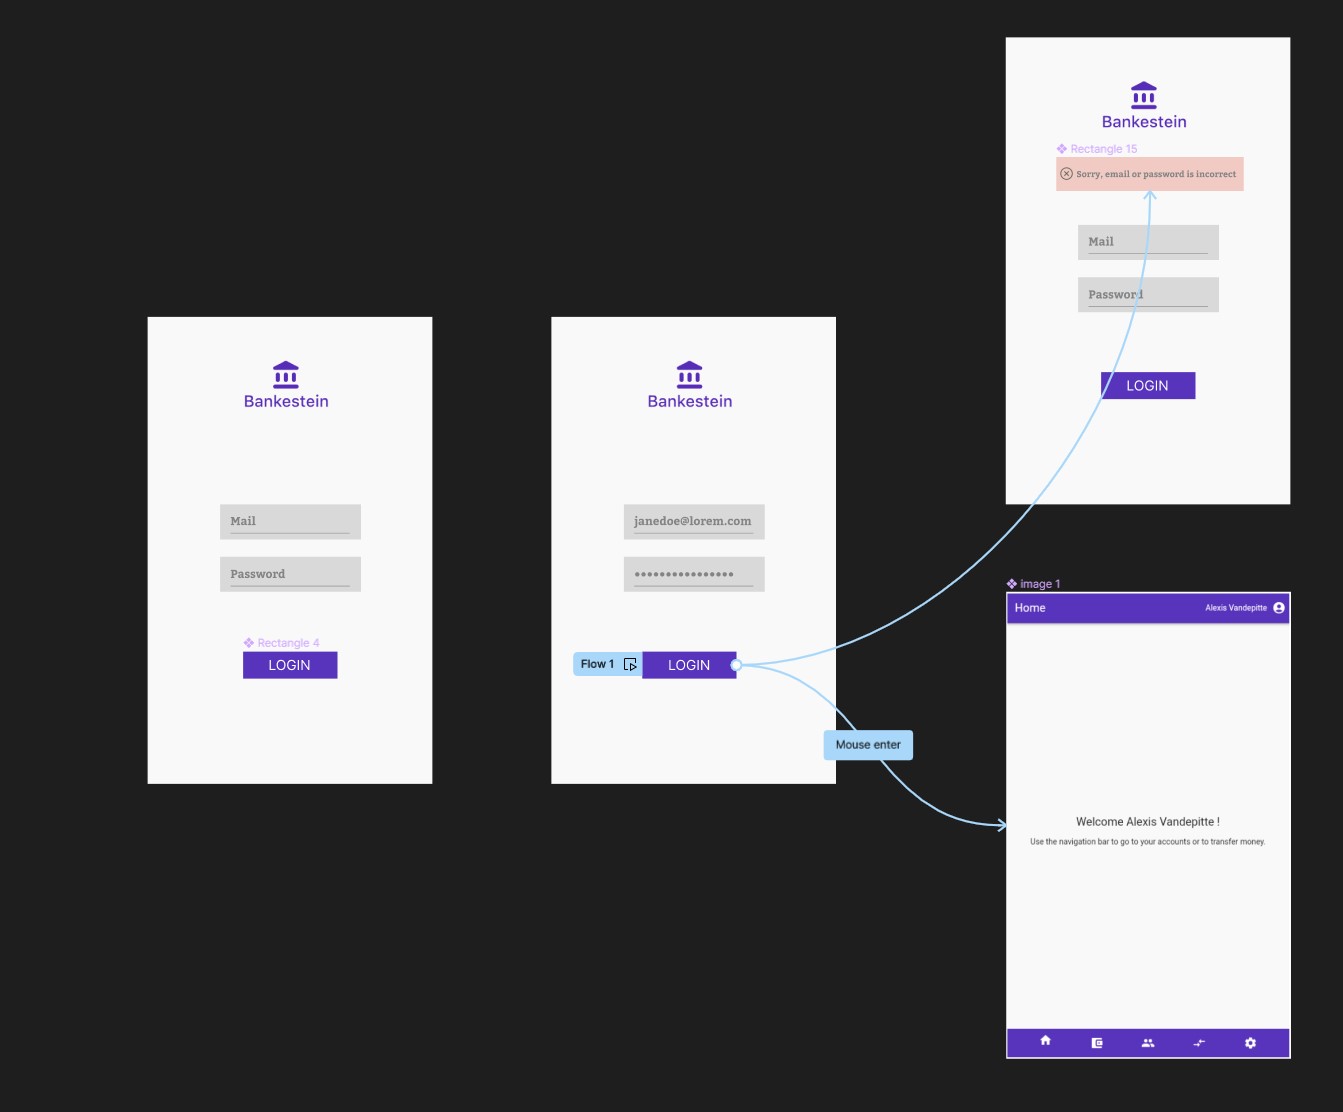 Bankestein
Mail
Password
Rectangle 4
LOGIN
Bankestein
janedoe@lorem.com
Flow 1
LOGIN
Mouse enter
Bankestein
Rectangle 15
Sorry, email or password is incorrect
Mail
Password
LOGIN
image 1
Home
Alexis Vandepitte
Welcome Alexis Vandepitte !
Use the navigation bar to go to your accounts or to transfer money.